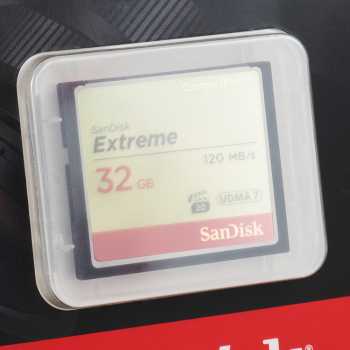 SanDisk
Extreme
120 MB/s
32 GB
UDMA 7
SanDisk